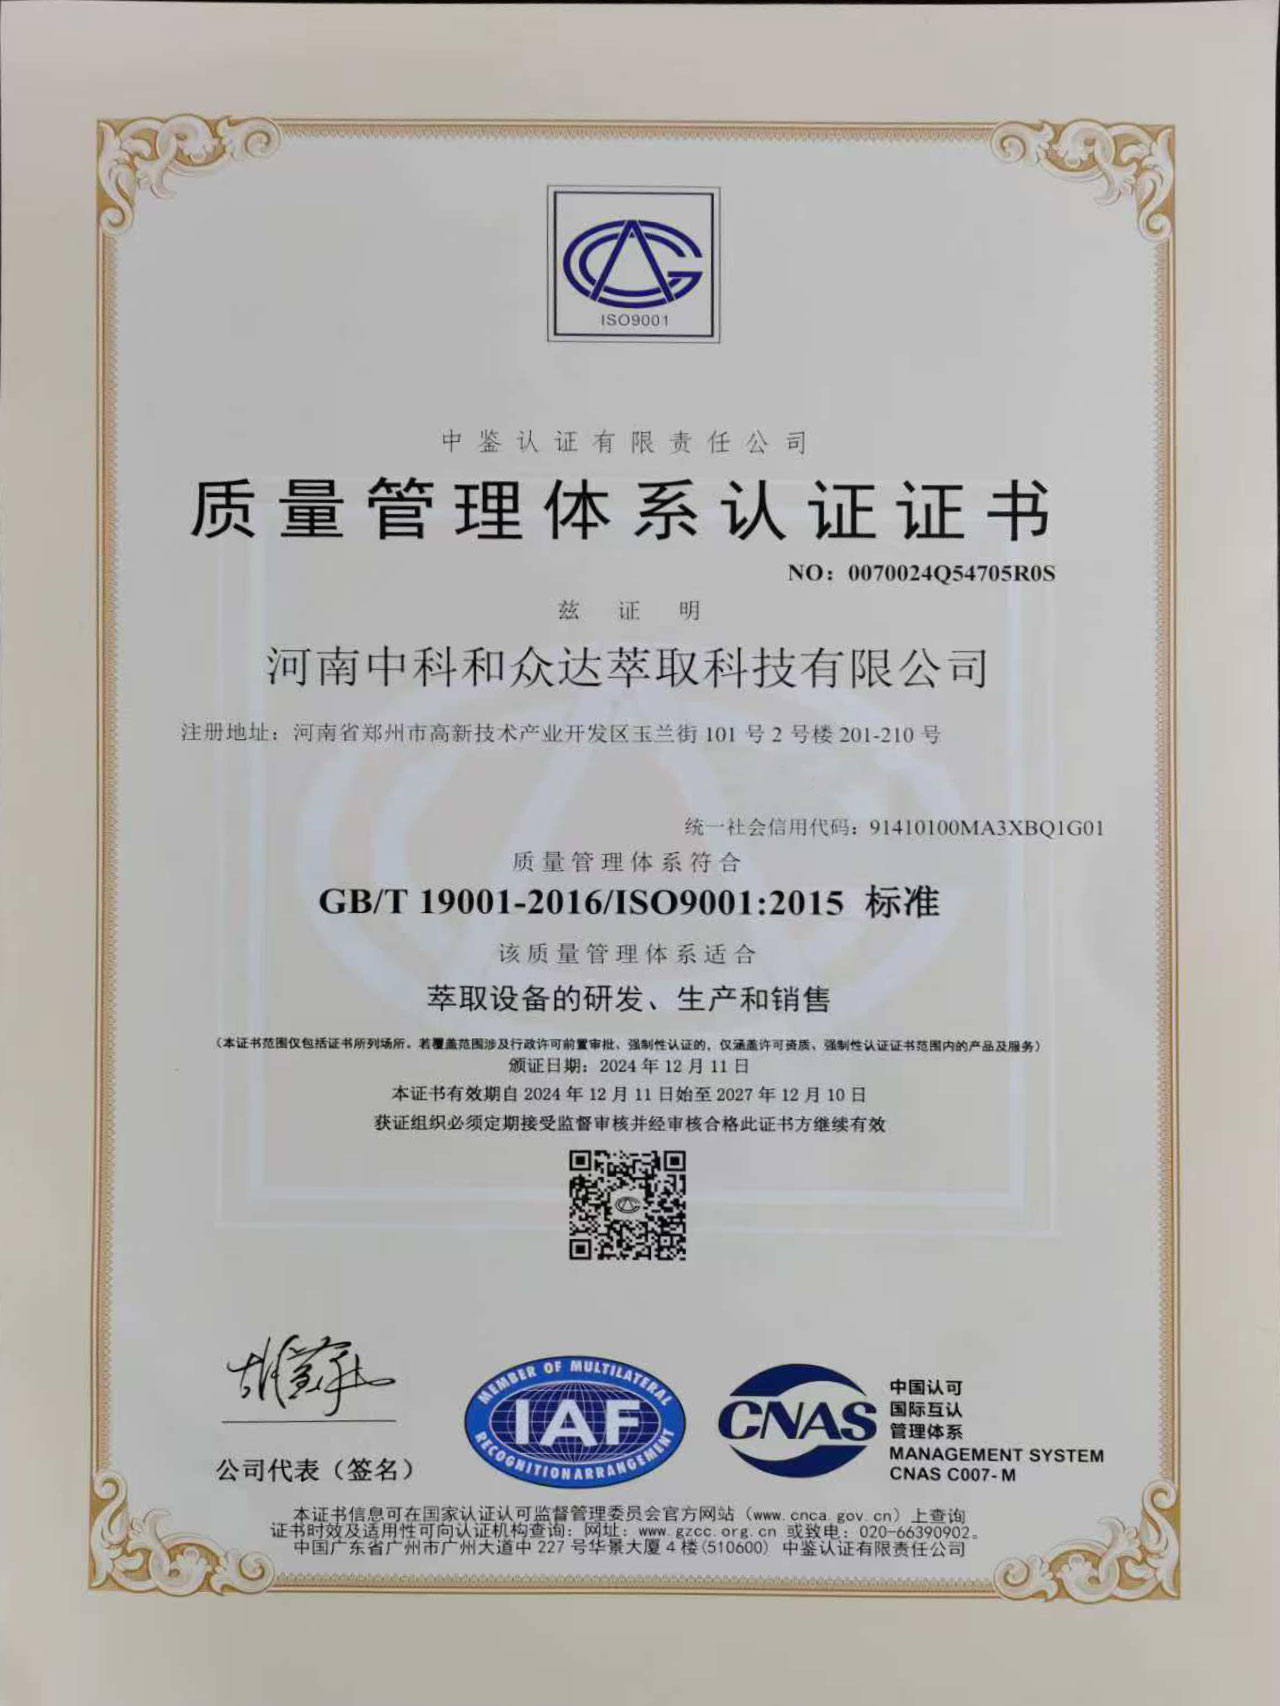 ISO9001
中鉴认证有限责任公司
质量管理体系认证证书
NO：0070024Q54705R0S
兹 证 明
河南中科和众达萃取科技有限公司
注册地址：河南省郑州市高新技术产业开发区玉兰街 101 号 2 号楼 201-210 号
统一社会信用代码：91410100MA3XBQ1G01
质量管理体系符合
GB/T 19001-2016/ISO9001:2015 标准
该质量管理体系适合
萃取设备的研发、生产和销售
（本证书范围仅包括证书所列场所。若覆盖范围涉及行政许可前置审批、强制性认证的，仅涵盖许可资质、强制性认证证书范围内的产品及服务）
颁证日期：2024 年 12 月 11 日
本证书有效期自 2024 年 12 月 11 日始至 2027 年 12 月 10 日
获证组织必须定期接受监督审核并经审核合格此证书方继续有效
公司代表（签名）
MEMBER OF MULTILATERAL
IAF
RECOGNITION ARRANGEMENT
CNAS
中国认可
国际互认
管理体系
MANAGEMENT SYSTEM
CNAS C007-M
本证书信息可在国家认证认可监督管理委员会官方网站（www.cnca.gov.cn）上查询
证书时效及适用性可向认证机构查询：网址：www.gzcc.org.cn 或致电：020-66390902。
中国广东省广州市广州大道中 227 号华景大厦 4 楼(510600) 中鉴认证有限责任公司